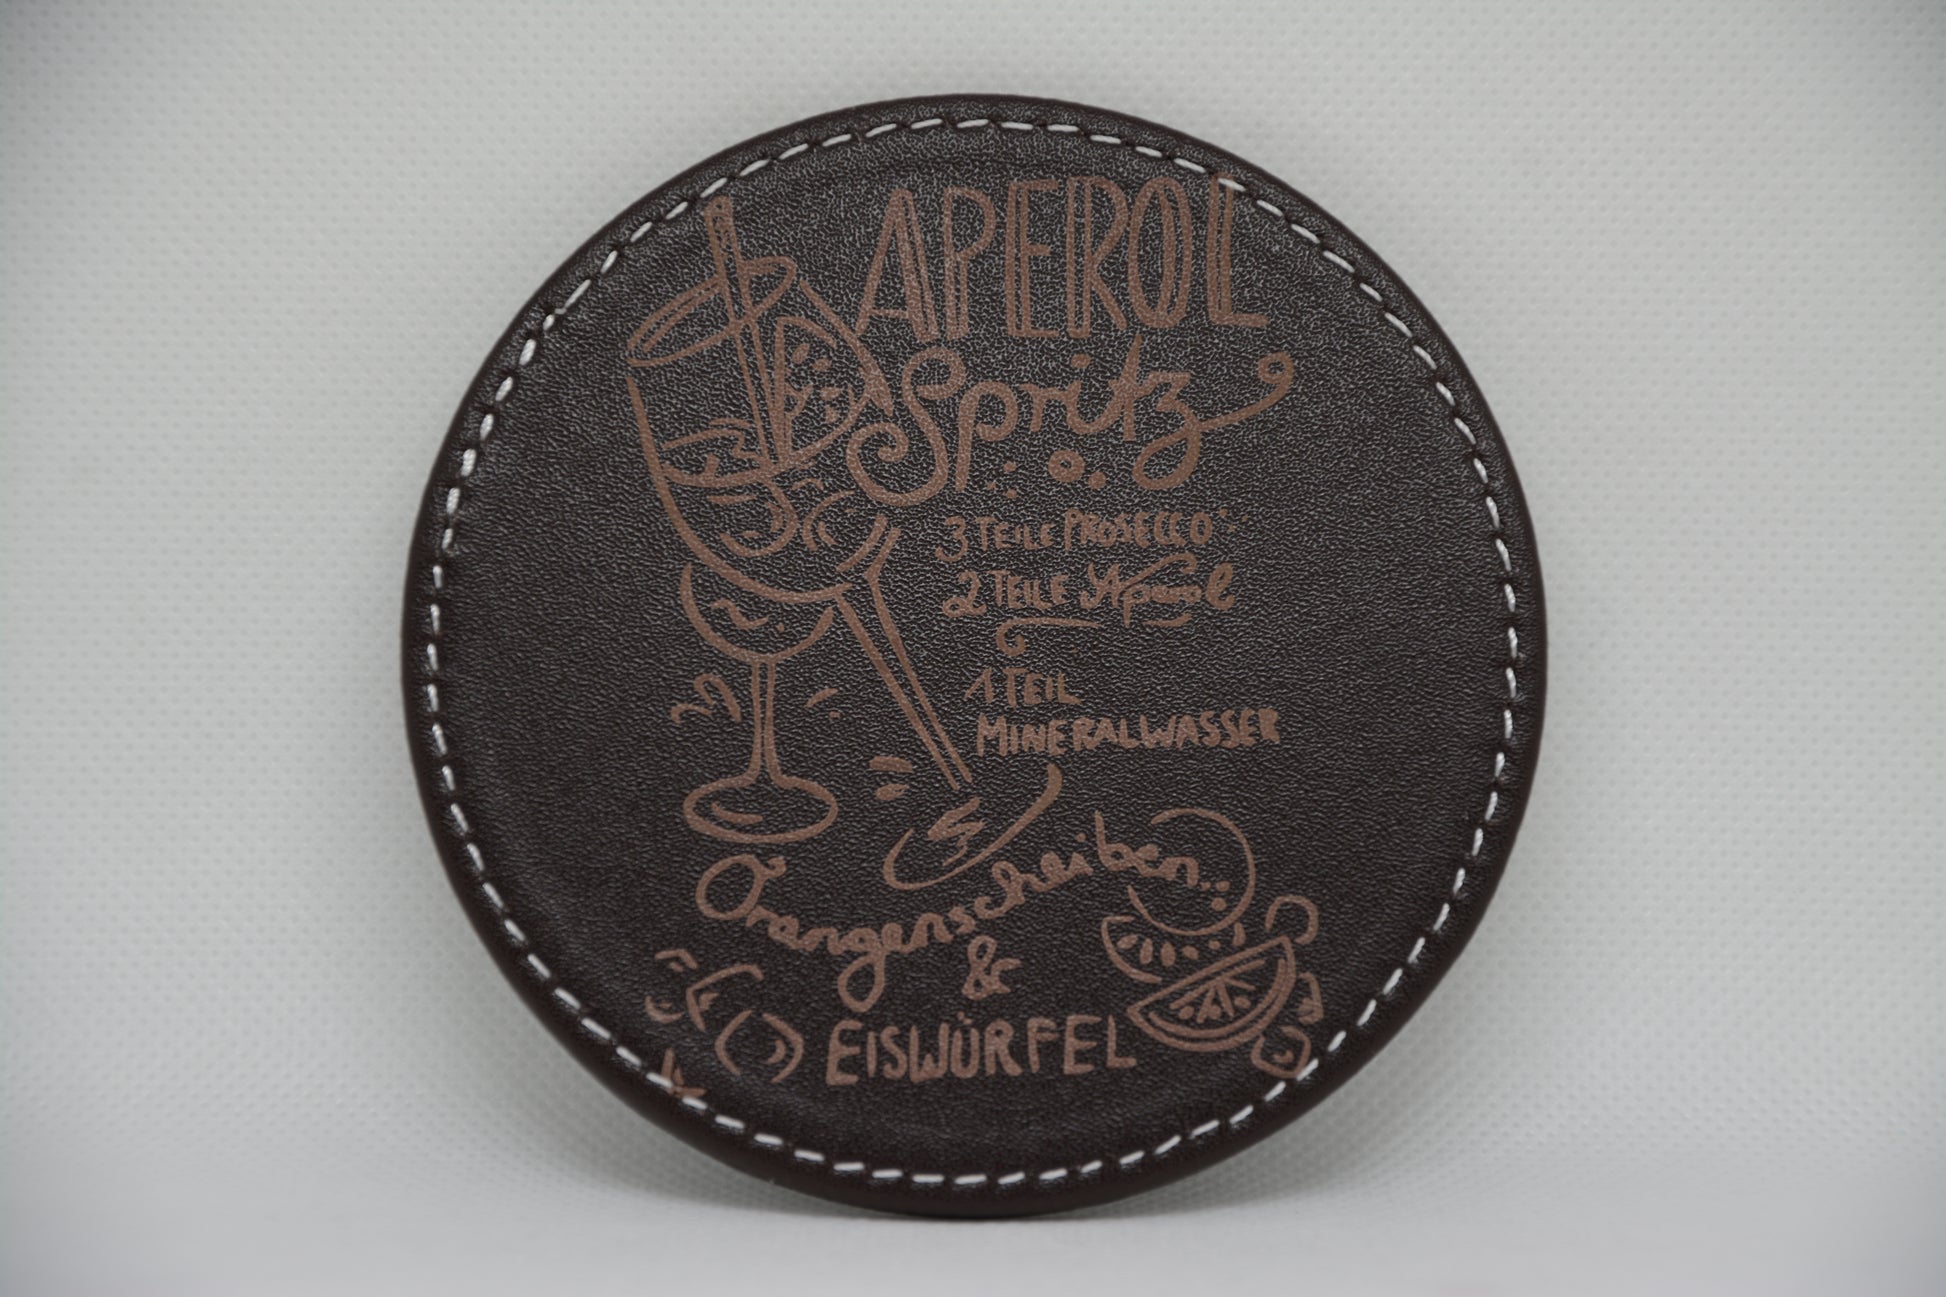 APEROL
Spritz
3 TEILE PROSECCO
2 TEILE Aperol
1 TEIL
MINERALWASSER
Orangenscheiben...
&
EISWÜRFEL